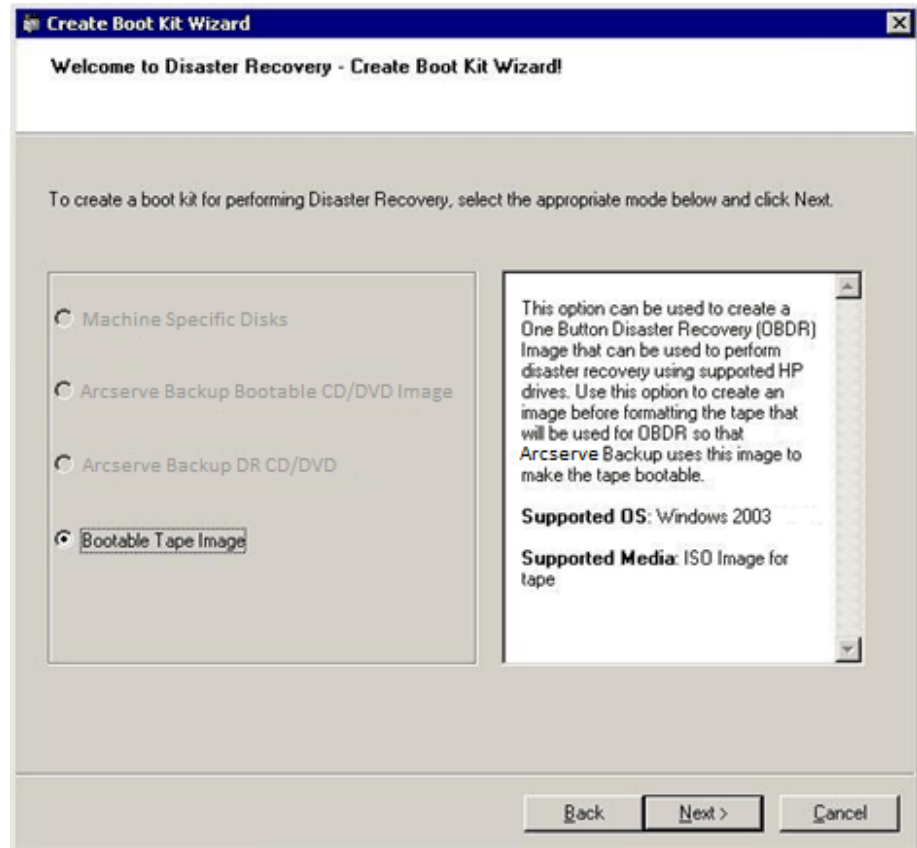 Create Boot Kit Wizard
Welcome to Disaster Recovery - Create Boot Kit Wizard!
To create a boot kit for performing Disaster Recovery, select the appropriate mode below and click Next.
Machine Specific Disks
Arcserve Backup Bootable CD/DVD Image
Arcserve Backup DR CD/DVD
Bootable Tape Image
This option can be used to create a
One Button Disaster Recovery (OBDR)
Image that can be used to perform
disaster recovery using supported HP
drives. Use this option to create an
image before formatting the tape that
will be used for OBDR so that
Arcserve Backup uses this image to
make the tape bootable.
Supported OS: Windows 2003
Supported Media: ISO Image for
tape
Back
Next >
Cancel